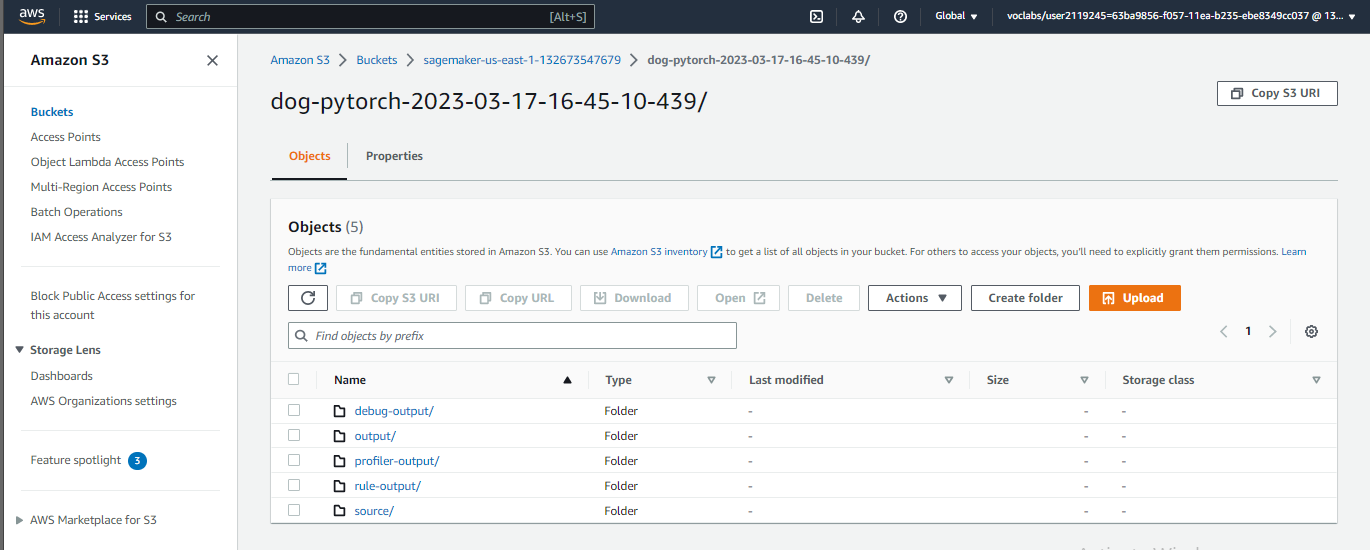 aws Services Search [Alt+S] Global voclabs/user2119245=63ba9856-f057-11ea-b235-ebe8349cc037 @ 13...
Amazon S3
Buckets
Access Points
Object Lambda Access Points
Multi-Region Access Points
Batch Operations
IAM Access Analyzer for S3
Block Public Access settings for
this account
Storage Lens
Dashboards
AWS Organizations settings
Feature spotlight 3
AWS Marketplace for S3
Amazon S3 Buckets sagemaker-us-east-1-132673547679 dog-pytorch-2023-03-17-16-45-10-439/
dog-pytorch-2023-03-17-16-45-10-439/
Copy S3 URI
Objects Properties
Objects (5)
Objects are the fundamental entities stored in Amazon S3. You can use Amazon S3 inventory to get a list of all objects in your bucket. For others to access your objects, you'll need to explicitly grant them permissions. Learn
more
Copy S3 URI Copy URL Download Open Delete Actions Create folder Upload
Find objects by prefix
1
Name Type Last modified Size Storage class
debug-output/ Folder - - -
output/ Folder - - -
profiler-output/ Folder - - -
rule-output/ Folder - - -
source/ Folder - - -